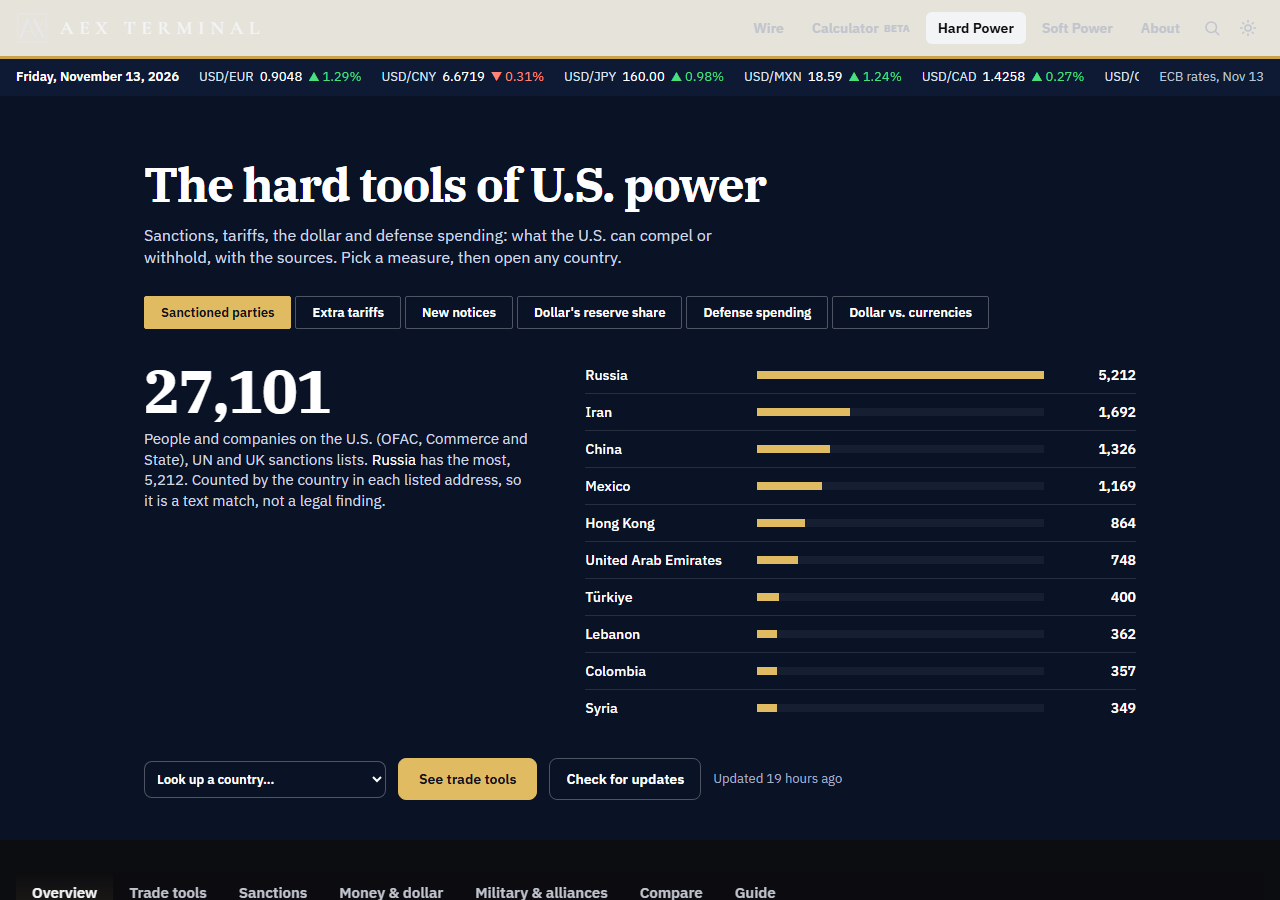 AEX TERMINAL
Wire Calculator BETA Hard Power Soft Power About
Friday, November 13, 2026 USD/EUR 0.9048 ▲ 1.29% USD/CNY 6.6719 ▼ 0.31% USD/JPY 160.00 ▲ 0.98% USD/MXN 18.59 ▲ 1.24% USD/CAD 1.4258 ▲ 0.27% ECB rates, Nov 13
The hard tools of U.S. power
Sanctions, tariffs, the dollar and defense spending: what the U.S. can compel or
withhold, with the sources. Pick a measure, then open any country.
Sanctioned parties Extra tariffs New notices Dollar's reserve share Defense spending Dollar vs. currencies
27,101
People and companies on the U.S. (OFAC, Commerce and
State), UN and UK sanctions lists. Russia has the most,
5,212. Counted by the country in each listed address, so
it is a text match, not a legal finding.
Russia 5,212
Iran 1,692
China 1,326
Mexico 1,169
Hong Kong 864
United Arab Emirates 748
Türkiye 400
Lebanon 362
Colombia 357
Syria 349
Look up a country... See trade tools Check for updates Updated 19 hours ago
Overview Trade tools Sanctions Money & dollar Military & alliances Compare Guide